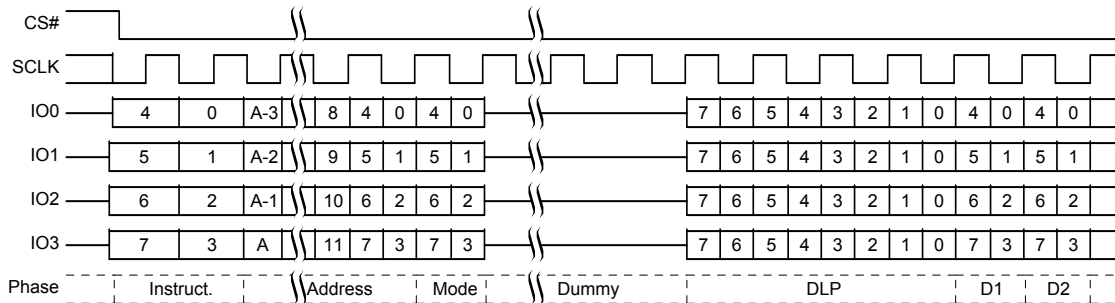 CS#
SCLK
IO0 4 0 A-3 8 4 0 4 0 7 6 5 4 3 2 1 0 4 0 4 0
IO1 5 1 A-2 9 5 1 5 1 7 6 5 4 3 2 1 0 5 1 5 1
IO2 6 2 A-1 10 6 2 6 2 7 6 5 4 3 2 1 0 6 2 6 2
IO3 7 3 A 11 7 3 7 3 7 6 5 4 3 2 1 0 7 3 7 3
Phase Instruct. Address Mode Dummy DLP D1 D2